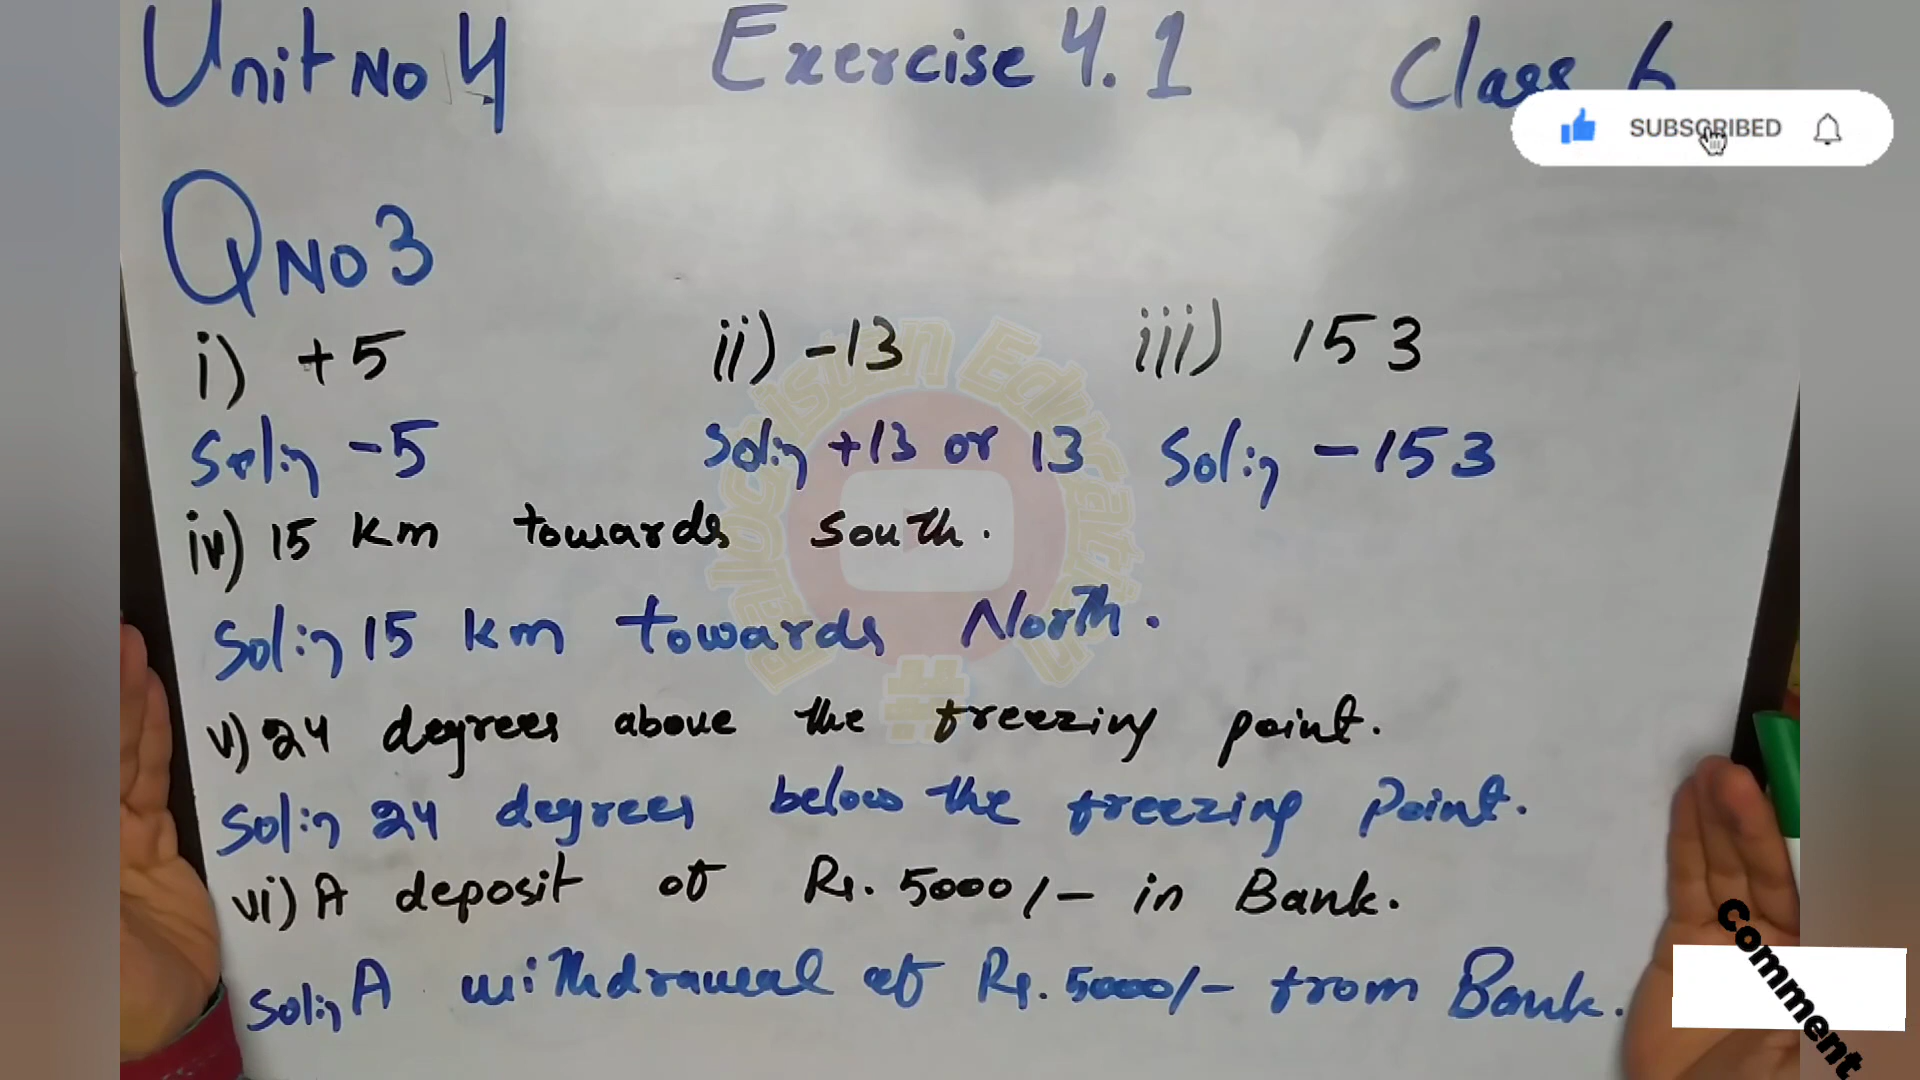 Unit No 4 Exercise 4.1 Class 6
SUBSCRIBED
Q No 3
i) +5 ii) -13 iii) 153
Sol:; -5 Sol:; +13 or 13 Sol:; -153
iv) 15 km towards South.
Sol:; 15 km towards North.
v) 24 degrees above the freezing point.
Sol:; 24 degrees below the freezing Point.
vi) A deposit of Rs. 5000/- in Bank.
Sol:; A withdrawal of Rs. 5000/- from Bank.
Comment
# Pakistan Education